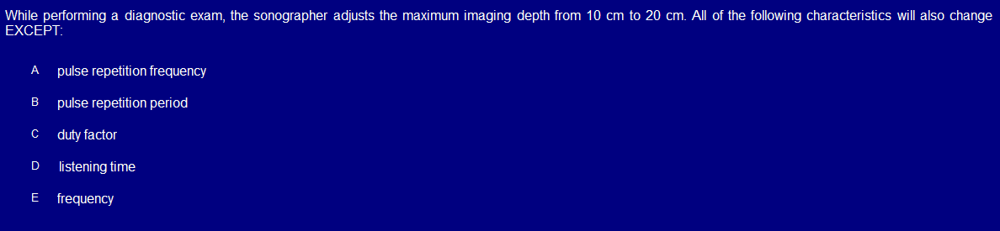 While performing a diagnostic exam, the sonographer adjusts the maximum imaging depth from 10 cm to 20 cm. All of the following characteristics will also change
EXCEPT:
A pulse repetition frequency
B pulse repetition period
C duty factor
D listening time
E frequency